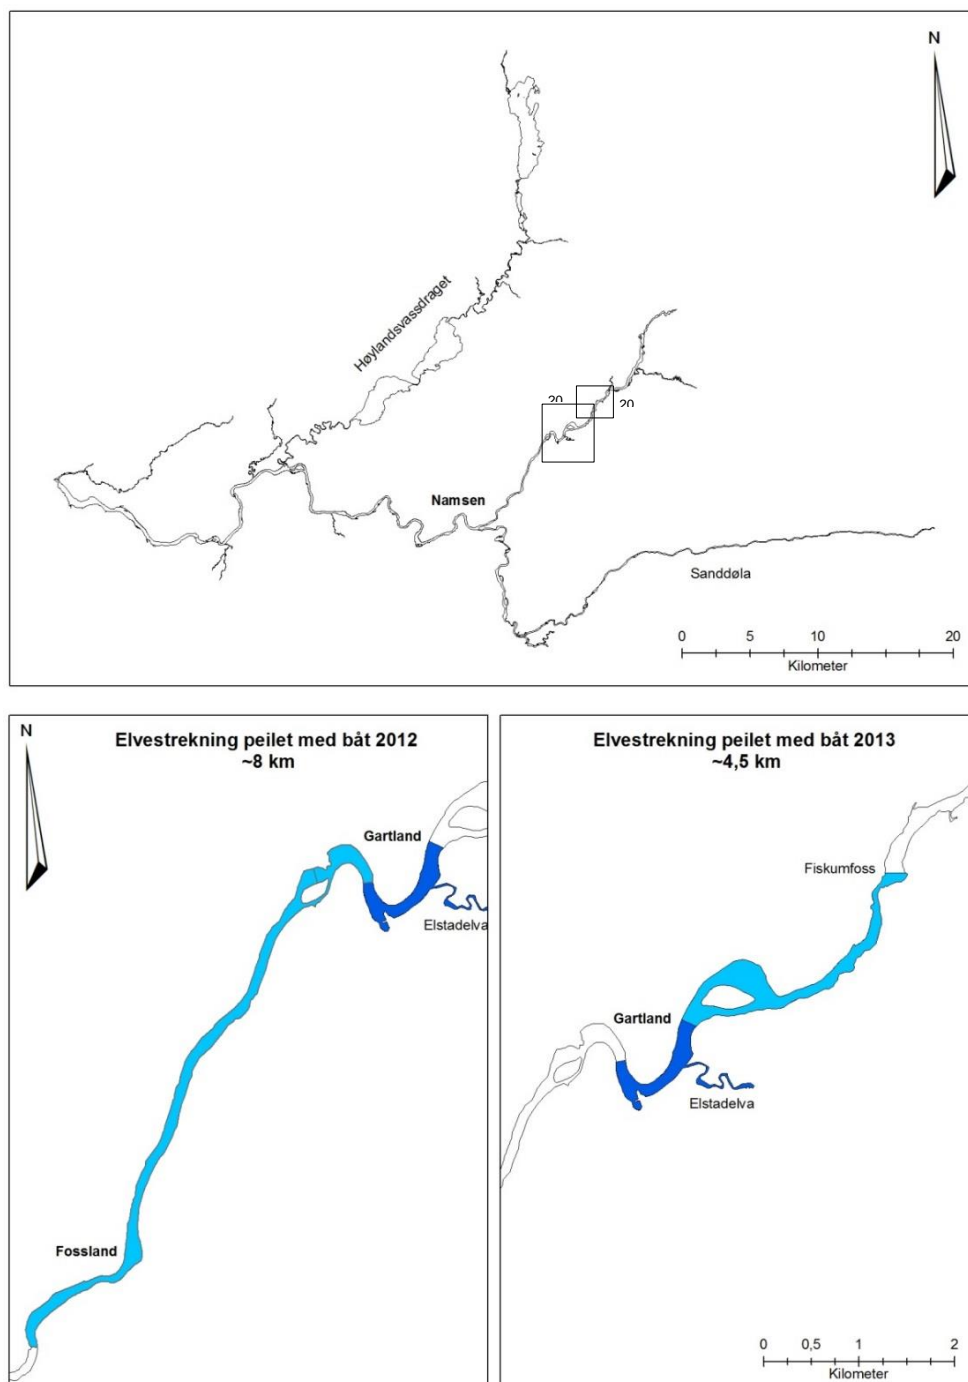 N
Høylandsvassdraget
20
20
Namsen
Sanddøla
0 5 10 20
Kilometer
Elvestrekning peilet med båt 2012
~8 km
N
Gartland
Elstadelva
Fossland
Elvestrekning peilet med båt 2013
~4,5 km
Fiskumfoss
Gartland
Elstadelva
0 0,5 1 2
Kilometer